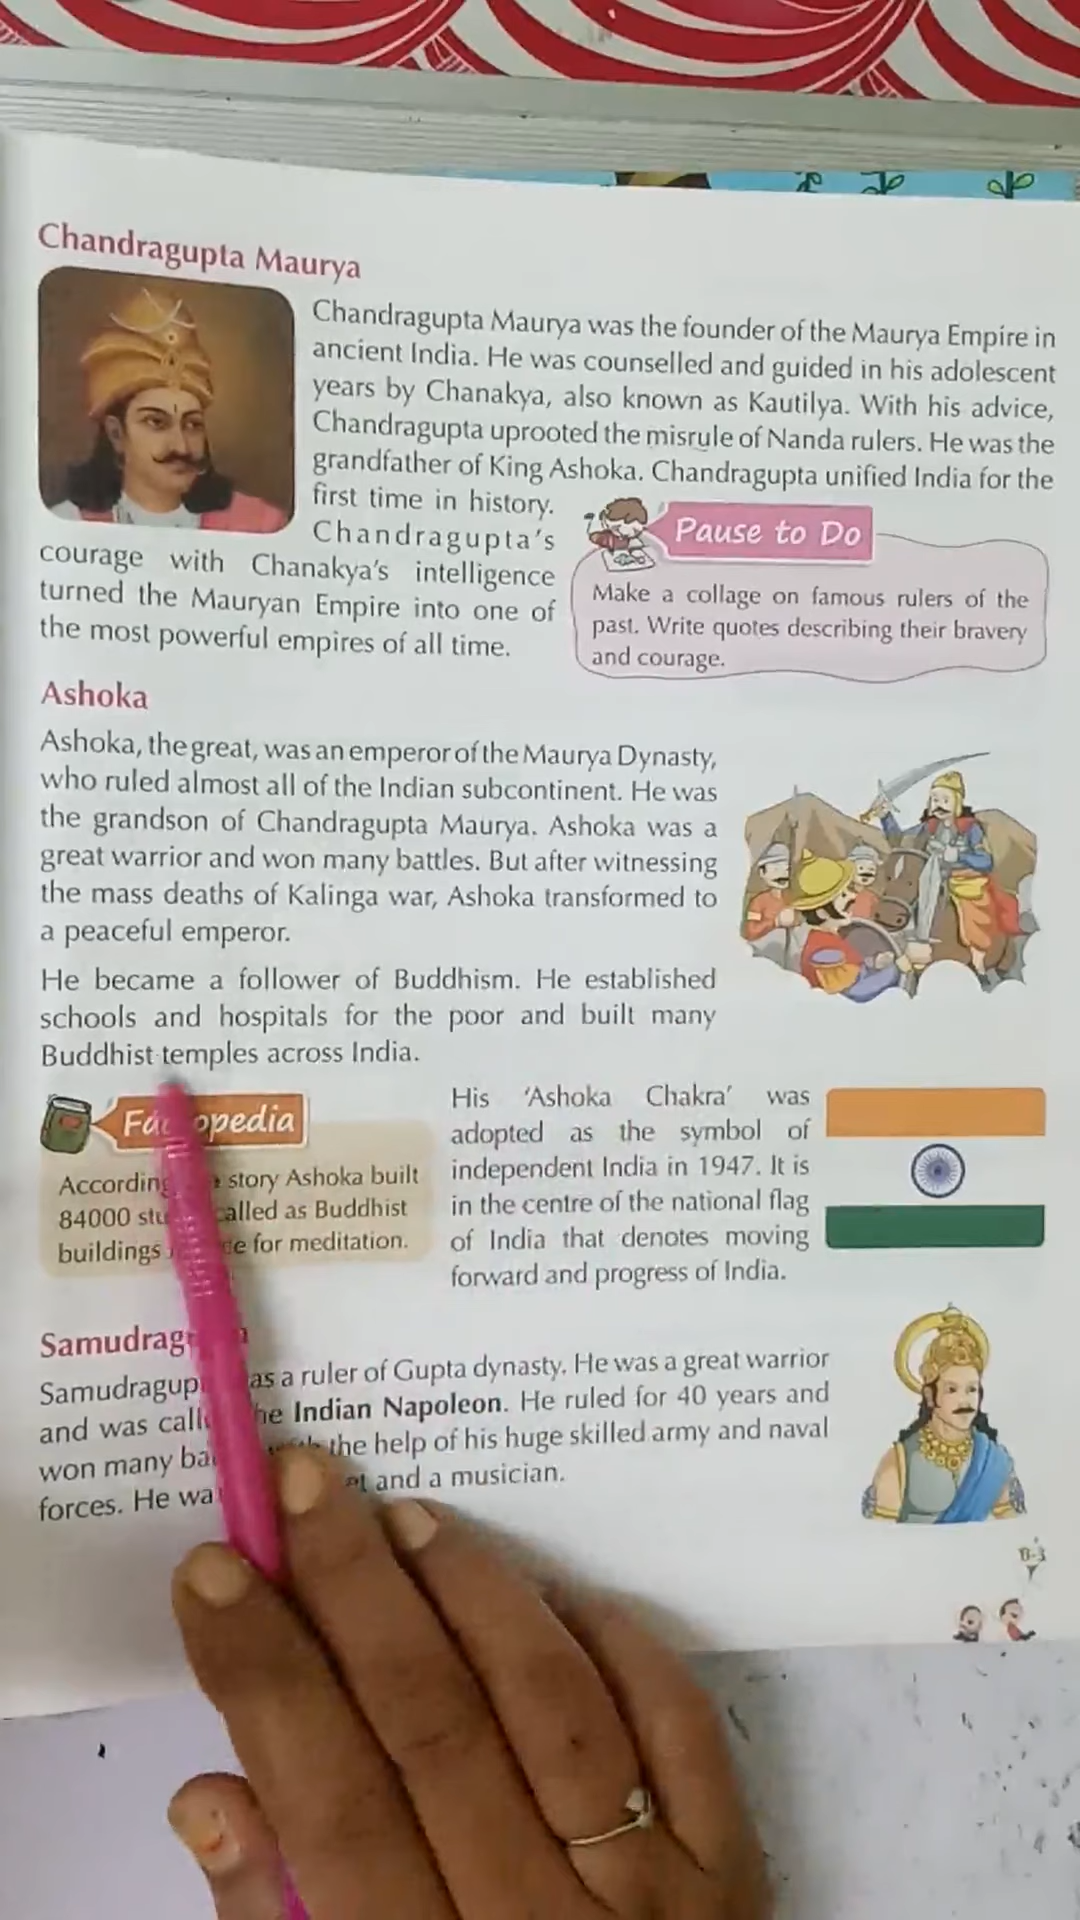 Chandragupta Maurya
Chandragupta Maurya was the founder of the Maurya Empire in
ancient India. He was counselled and guided in his adolescent
years by Chanakya, also known as Kautilya. With his advice,
Chandragupta uprooted the misrule of Nanda rulers. He was the
grandfather of King Ashoka. Chandragupta unified India for the
first time in history.
Chandragupta's
courage with Chanakya's intelligence
turned the Mauryan Empire into one of
the most powerful empires of all time.
Pause to Do
Make a collage on famous rulers of the
past. Write quotes describing their bravery
and courage.
Ashoka
Ashoka, the great, was an emperor of the Maurya Dynasty,
who ruled almost all of the Indian subcontinent. He was
the grandson of Chandragupta Maurya. Ashoka was a
great warrior and won many battles. But after witnessing
the mass deaths of Kalinga war, Ashoka transformed to
a peaceful emperor.
He became a follower of Buddhism. He established
schools and hospitals for the poor and built many
Buddhist temples across India.
According story Ashoka built
84000 called as Buddhist
buildings for meditation.
His 'Ashoka Chakra' was
adopted as the symbol of
independent India in 1947. It is
in the centre of the national flag
of India that denotes moving
forward and progress of India.
as a ruler of Gupta dynasty. He was a great warrior
and was the Indian Napoleon. He ruled for 40 years and
won many the help of his huge skilled army and naval
forces. He and a musician.
B-3